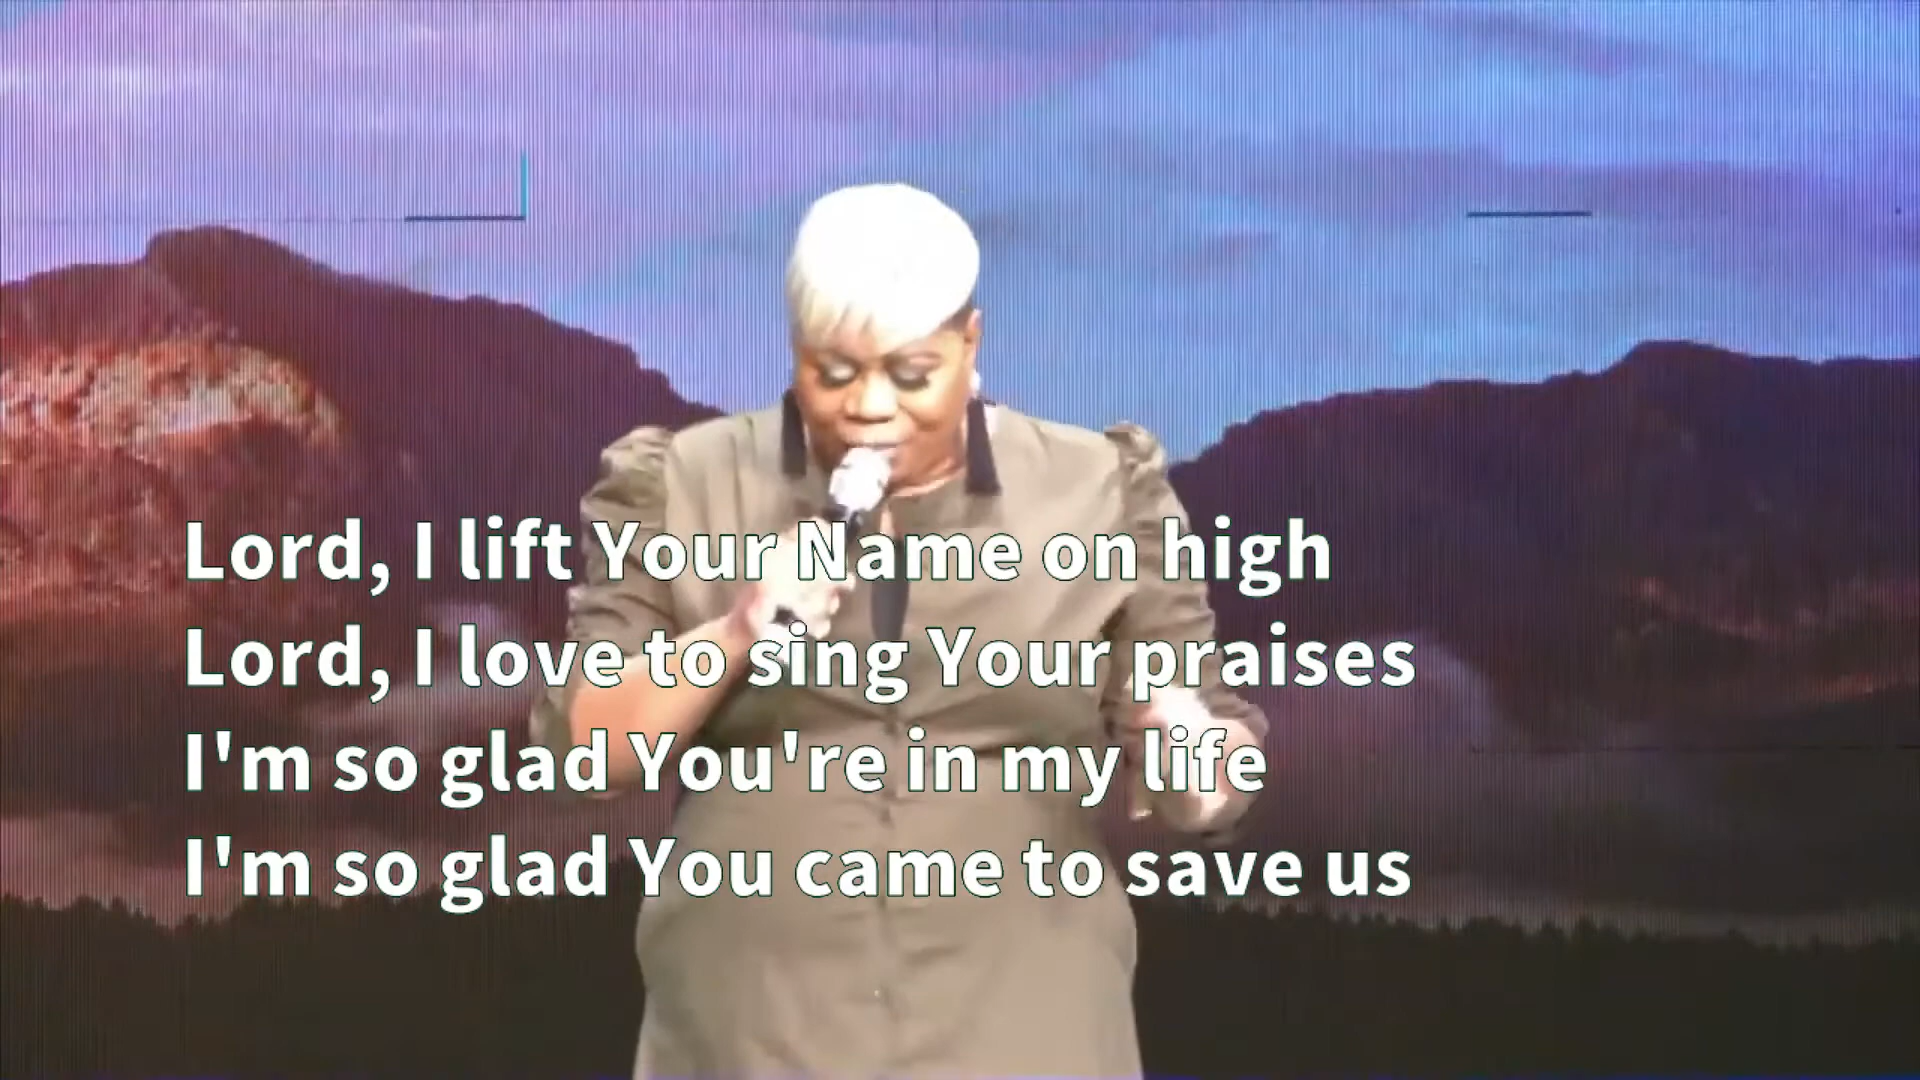 Lord, I lift Your Name on high
Lord, I love to sing Your praises
I'm so glad You're in my life
I'm so glad You came to save us